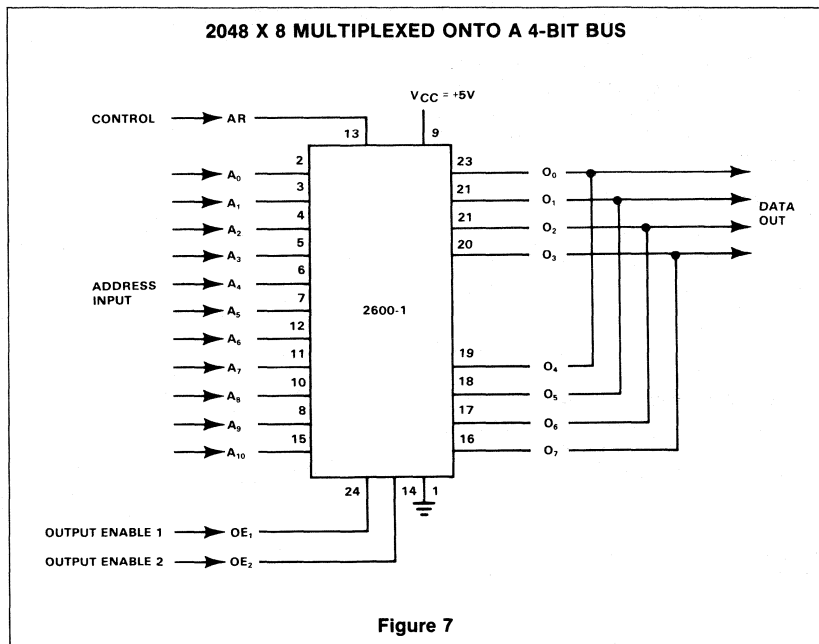 2048 X 8 MULTIPLEXED ONTO A 4-BIT BUS
VCC = +5V
CONTROL AR
13 9
2 23
A0 O0
3 21
A1 O1
4 21
A2 O2
DATA
OUT
5 20
A3 O3
6
A4
ADDRESS
INPUT
7
A5
2600-1
12
A6
11 19
A7 O4
10 18
A8 O5
8 17
A9 O6
15 16
A10 O7
24 14 1
OUTPUT ENABLE 1 OE1
OUTPUT ENABLE 2 OE2
Figure 7